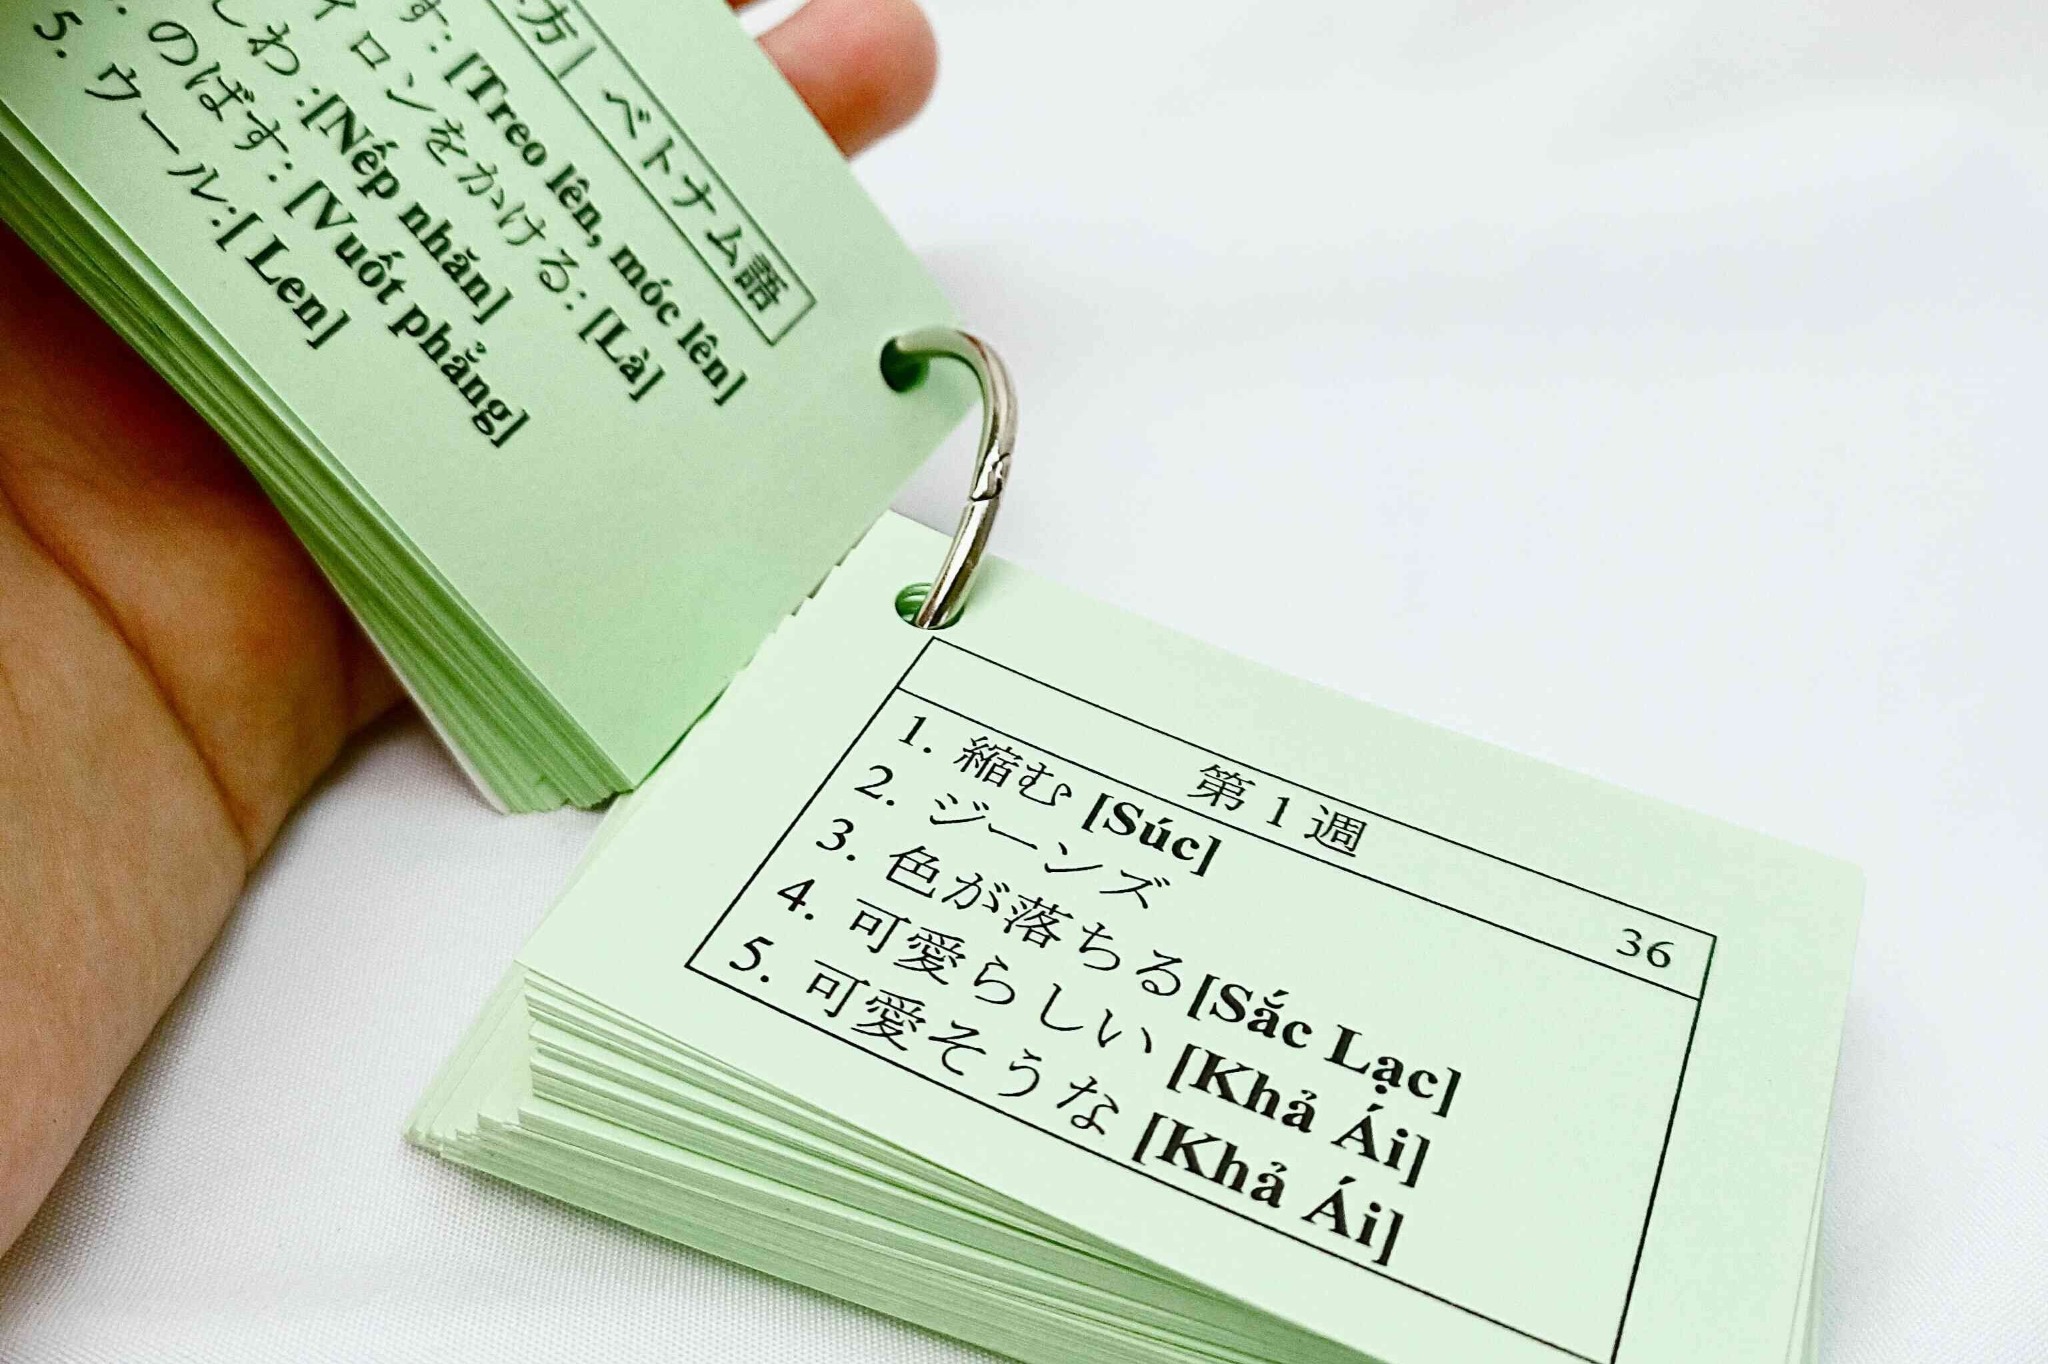 方 | ベトナム語
す: [Treo lên, móc lên]
イロンをかける: [Là]
しわ :[Nếp nhăn]
のばす: [Vuốt phẳng]
5. ウール:[ Len]
第 1 週
36
1. 縮む [Súc]
2. ジーンズ
3. 色が落ちる[Sắc Lạc]
4. 可愛らしい [Khả Ái]
5. 可愛そうな [Khả Ái]